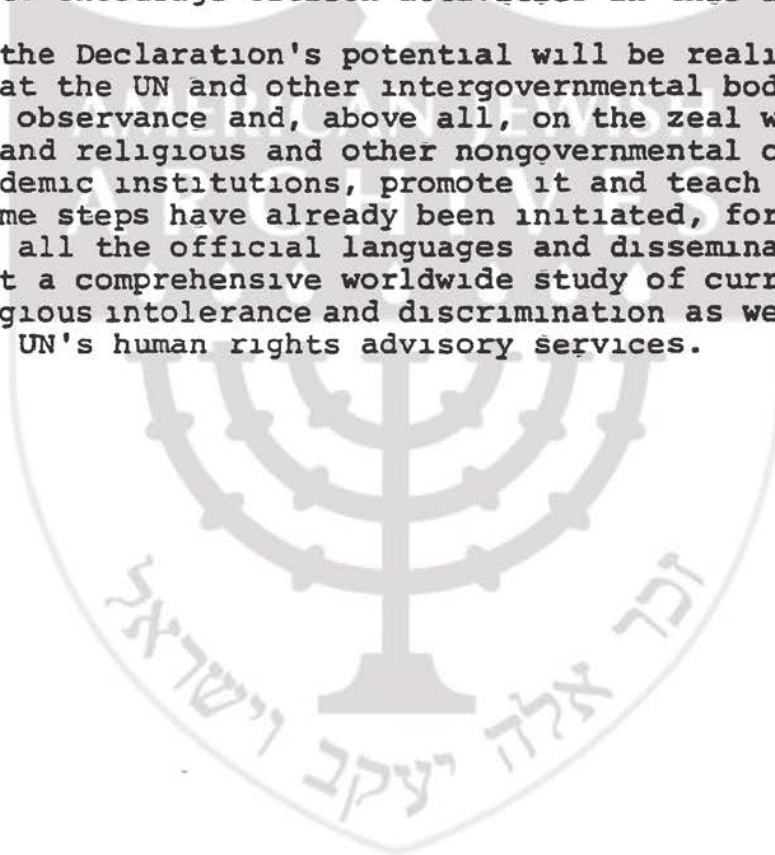 the Declaration's potential will be reali
at the UN and other intergovernmental bod
observance and, above all, on the zeal w
and religious and other nongovernmental
demic institutions, promote it and teach
me steps have already been initiated, for
all the official languages and dissemina
t a comprehensive worldwide study of curr
gious intolerance and discrimination as we
UN's human rights advisory services.
AMERICAN JEWISH
ARCHIVES
זכר אלה יעקב וישראל